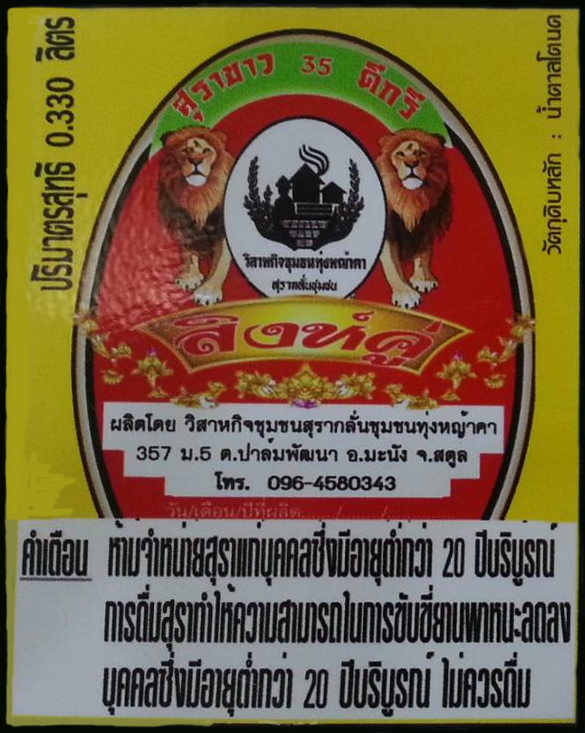 ปริมาตรสุทธิ 0.330 ลิตร
สุราขาว 35 ดีกรี
วัตถุดิบหลัก : น้ำตาลโตนด
วิสาหกิจชุมชนทุ่งหญ้าคา
สุรากลั่นชุมชน
สิงห์คู่
ผลิตโดย วิสาหกิจชุมชนสุรากลั่นชุมชนทุ่งหญ้าคา
357 ม.5 ต.ปาล์มพัฒนา อ.มะนัง จ.สตูล
โทร. 096-4580343
วัน/เดือน/ปีที่ผลิต......./......./.......
คำเตือน ห้ามจำหน่ายสุราแก่บุคคลซึ่งมีอายุต่ำกว่า 20 ปีบริบูรณ์
การดื่มสุราทำให้ความสามารถในการขับขี่ยานพาหนะลดลง
บุคคลซึ่งมีอายุต่ำกว่า 20 ปีบริบูรณ์ ไม่ควรดื่ม